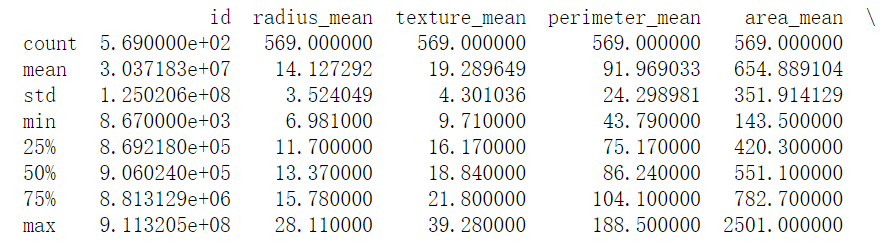 id radius_mean texture_mean perimeter_mean area_mean \
count 5.690000e+02 569.000000 569.000000 569.000000 569.000000
mean 3.037183e+07 14.127292 19.289649 91.969033 654.889104
std 1.250206e+08 3.524049 4.301036 24.298981 351.914129
min 8.670000e+03 6.981000 9.710000 43.790000 143.500000
25% 8.692180e+05 11.700000 16.170000 75.170000 420.300000
50% 9.060240e+05 13.370000 18.840000 86.240000 551.100000
75% 8.813129e+06 15.780000 21.800000 104.100000 782.700000
max 9.113205e+08 28.110000 39.280000 188.500000 2501.000000